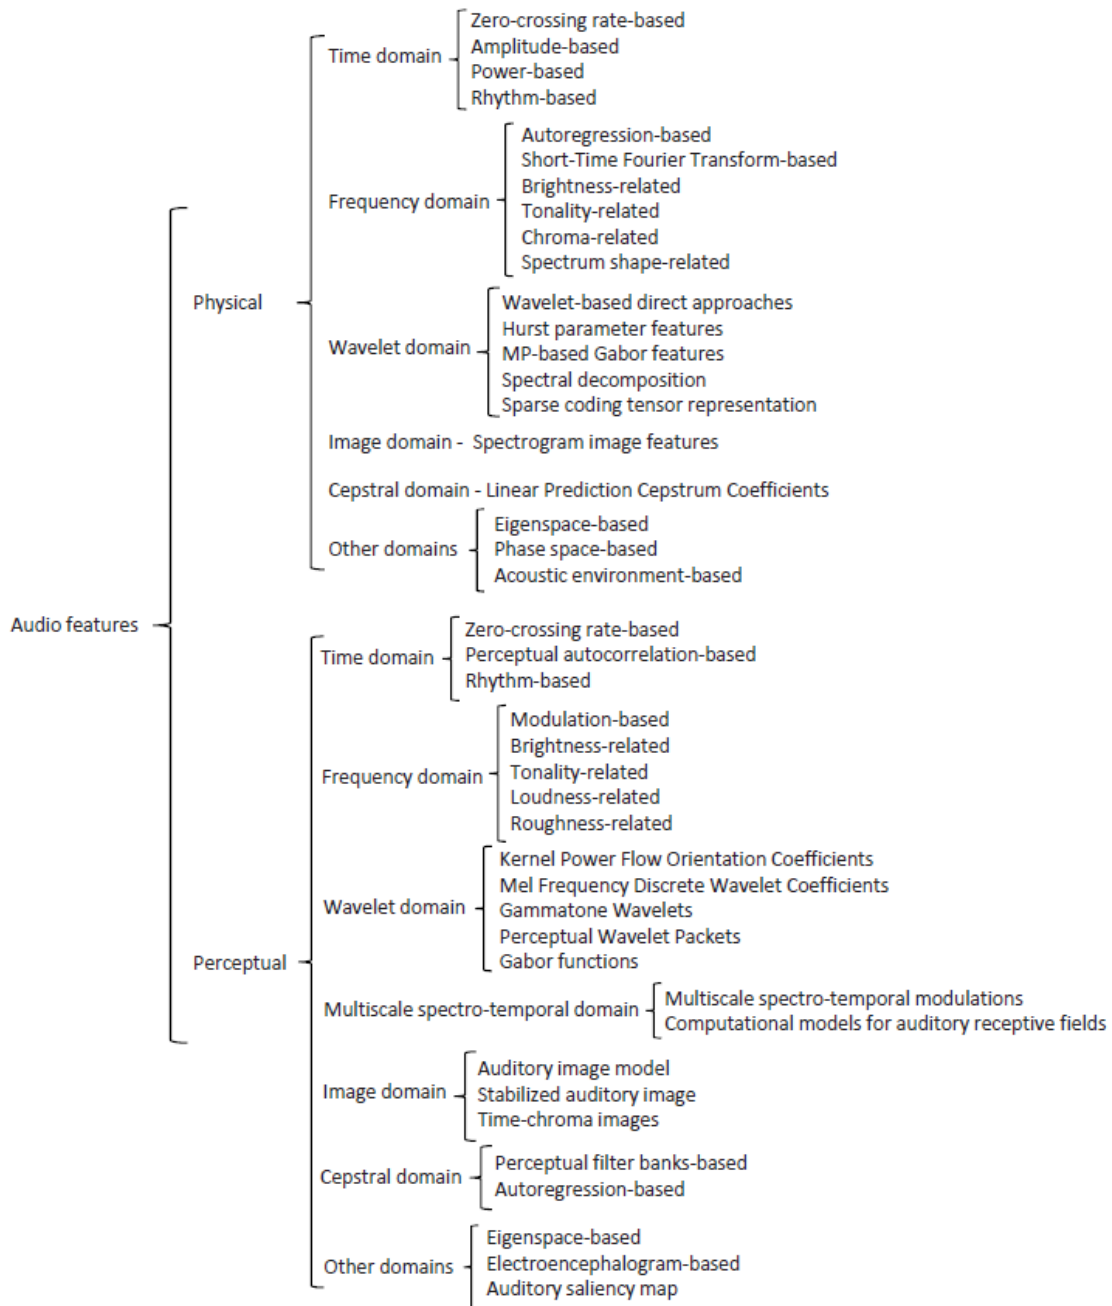 Audio features
Physical
Time domain
Zero-crossing rate-based
Amplitude-based
Power-based
Rhythm-based
Frequency domain
Autoregression-based
Short-Time Fourier Transform-based
Brightness-related
Tonality-related
Chroma-related
Spectrum shape-related
Wavelet domain
Wavelet-based direct approaches
Hurst parameter features
MP-based Gabor features
Spectral decomposition
Sparse coding tensor representation
Image domain - Spectrogram image features
Cepstral domain - Linear Prediction Cepstrum Coefficients
Other domains
Eigenspace-based
Phase space-based
Acoustic environment-based
Perceptual
Time domain
Zero-crossing rate-based
Perceptual autocorrelation-based
Rhythm-based
Frequency domain
Modulation-based
Brightness-related
Tonality-related
Loudness-related
Roughness-related
Wavelet domain
Kernel Power Flow Orientation Coefficients
Mel Frequency Discrete Wavelet Coefficients
Gammatone Wavelets
Perceptual Wavelet Packets
Gabor functions
Multiscale spectro-temporal domain
Multiscale spectro-temporal modulations
Computational models for auditory receptive fields
Image domain
Auditory image model
Stabilized auditory image
Time-chroma images
Cepstral domain
Perceptual filter banks-based
Autoregression-based
Other domains
Eigenspace-based
Electroencephalogram-based
Auditory saliency map